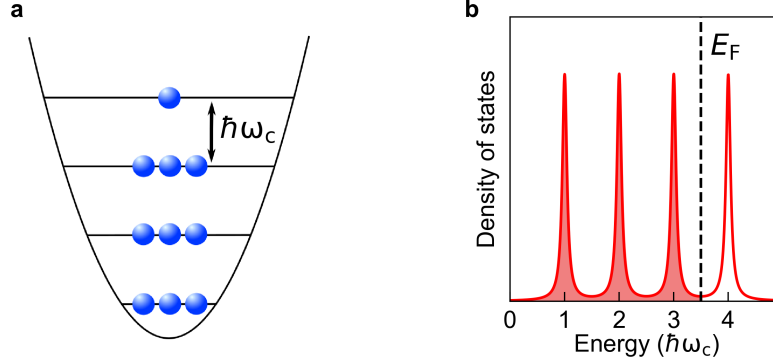 a
ħω_c
b
E_F
Density of states
0 1 2 3 4
Energy (ħω_c)